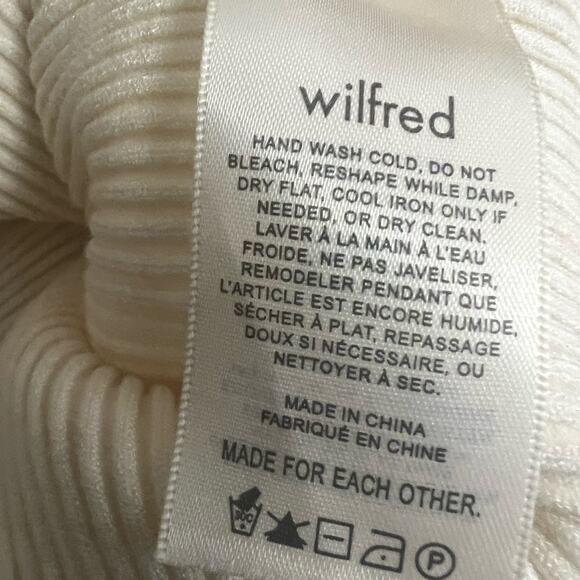 wilfred
HAND WASH COLD, DO NOT
BLEACH, RESHAPE WHILE DAMP,
DRY FLAT, COOL IRON ONLY IF
NEEDED, OR DRY CLEAN.
LAVER À LA MAIN À L'EAU
FROIDE, NE PAS JAVELISER,
REMODELER PENDANT QUE
L'ARTICLE EST ENCORE HUMIDE,
SÉCHER À PLAT, REPASSAGE
DOUX SI NÉCESSAIRE, OU
NETTOYER À SEC.
MADE IN CHINA
FABRIQUÉ EN CHINE
MADE FOR EACH OTHER.
30C
P